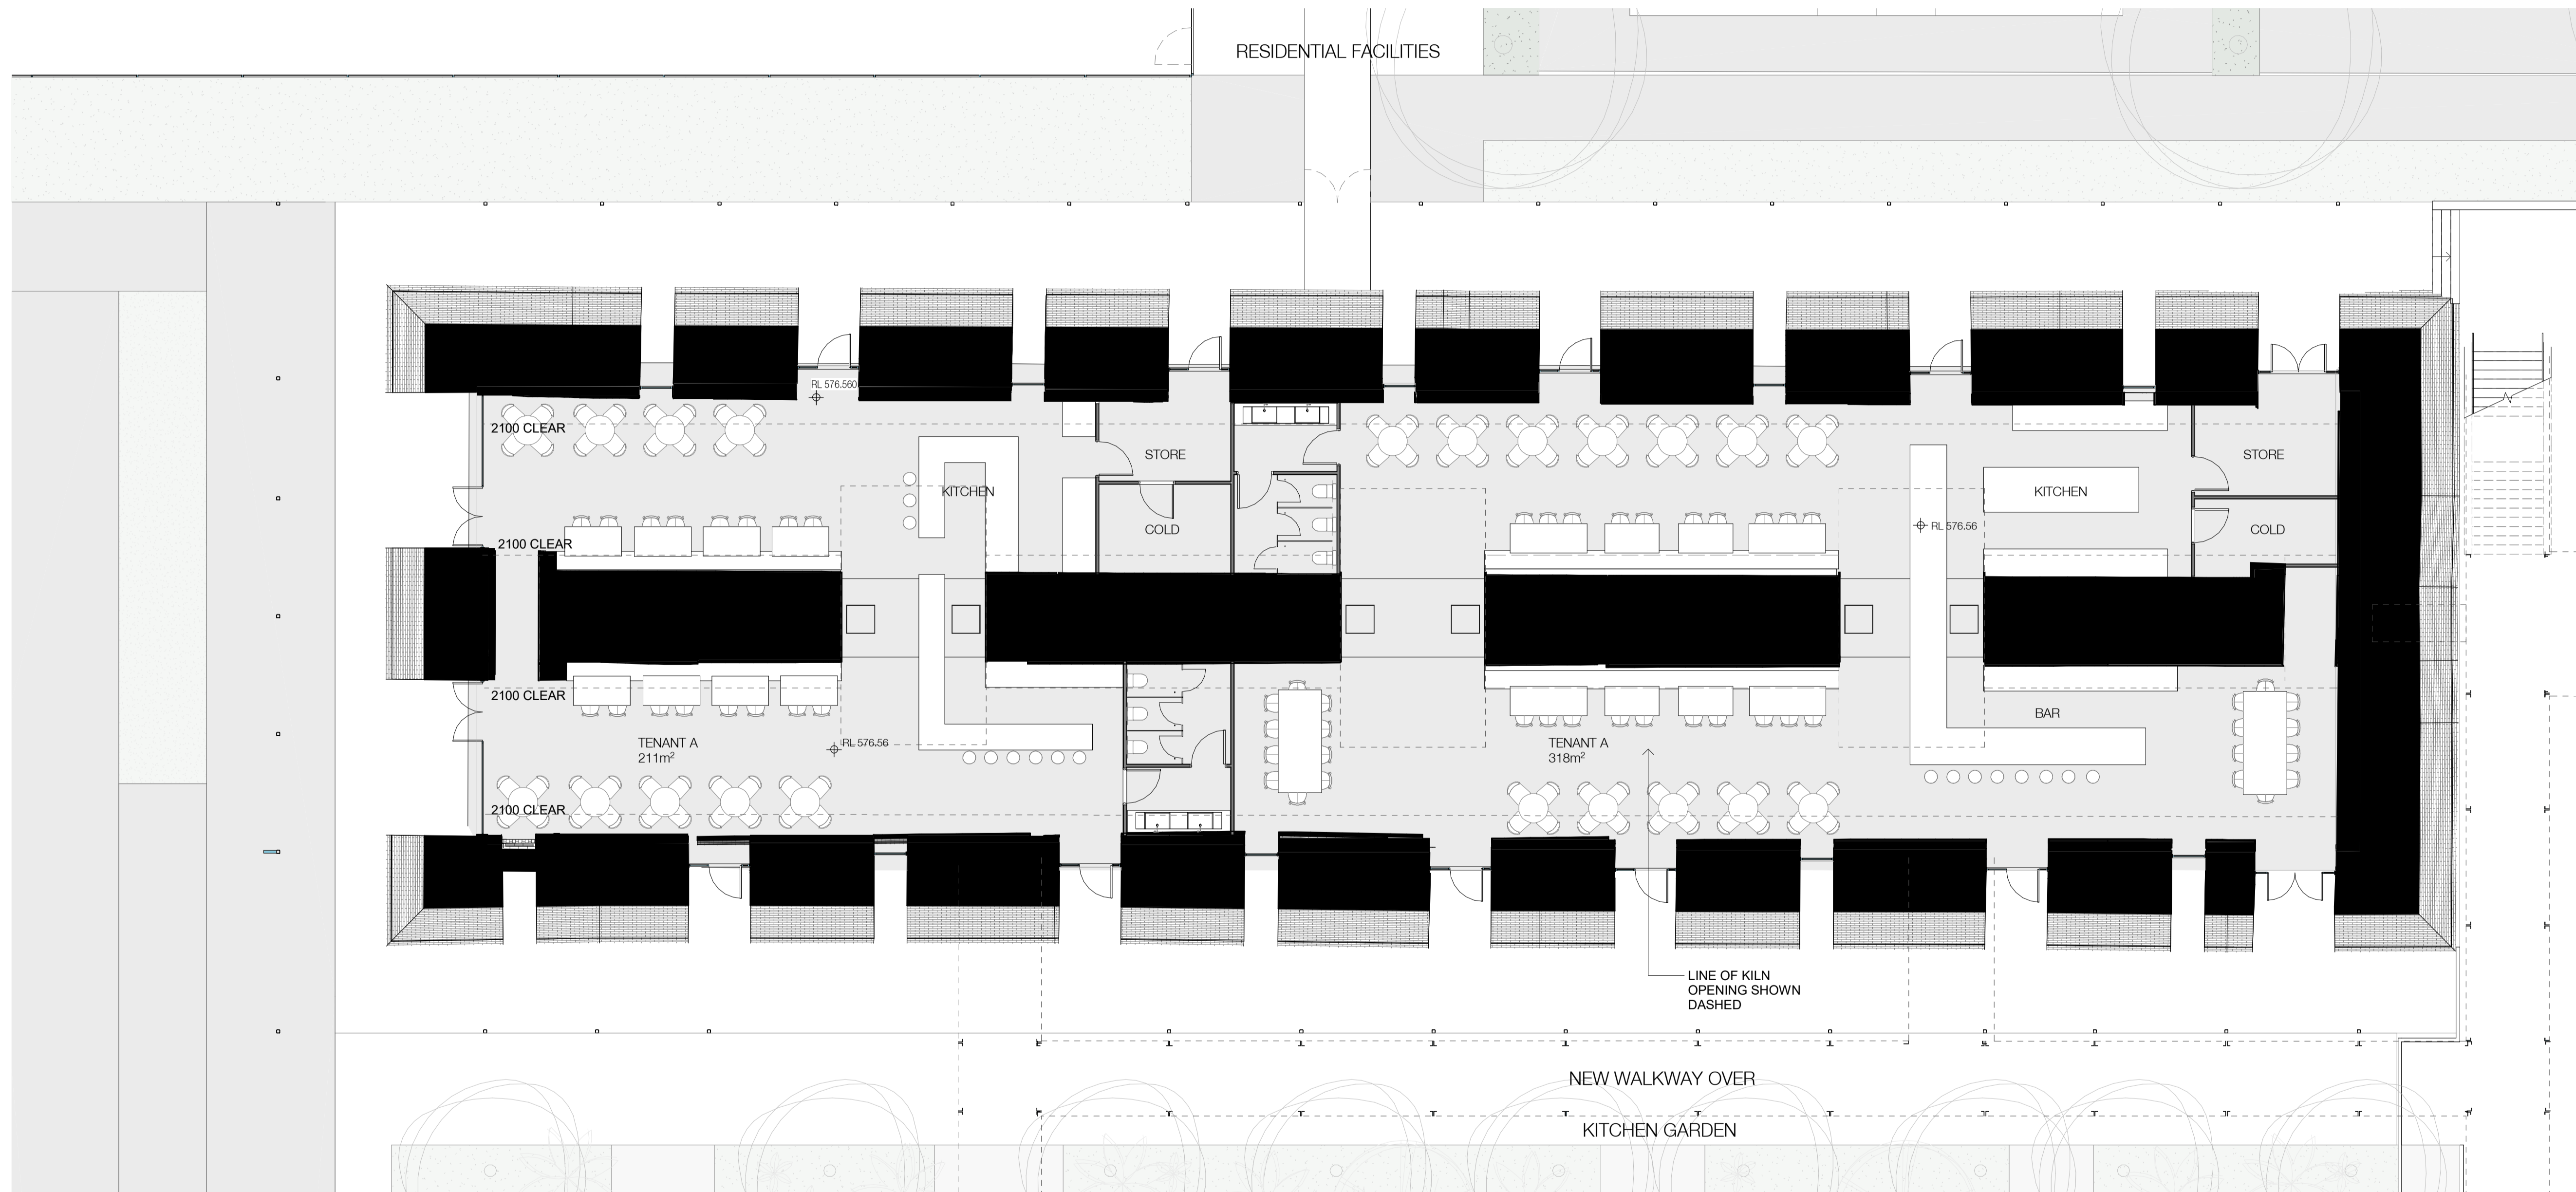 RESIDENTIAL FACILITIES
RL 576.560
2100 CLEAR
STORE
STORE
KITCHEN
KITCHEN
RL 576.56
COLD
COLD
2100 CLEAR
2100 CLEAR
BAR
TENANT A
211m²
RL 576.56
TENANT A
318m²
2100 CLEAR
LINE OF KILN
OPENING SHOWN
DASHED
NEW WALKWAY OVER
KITCHEN GARDEN